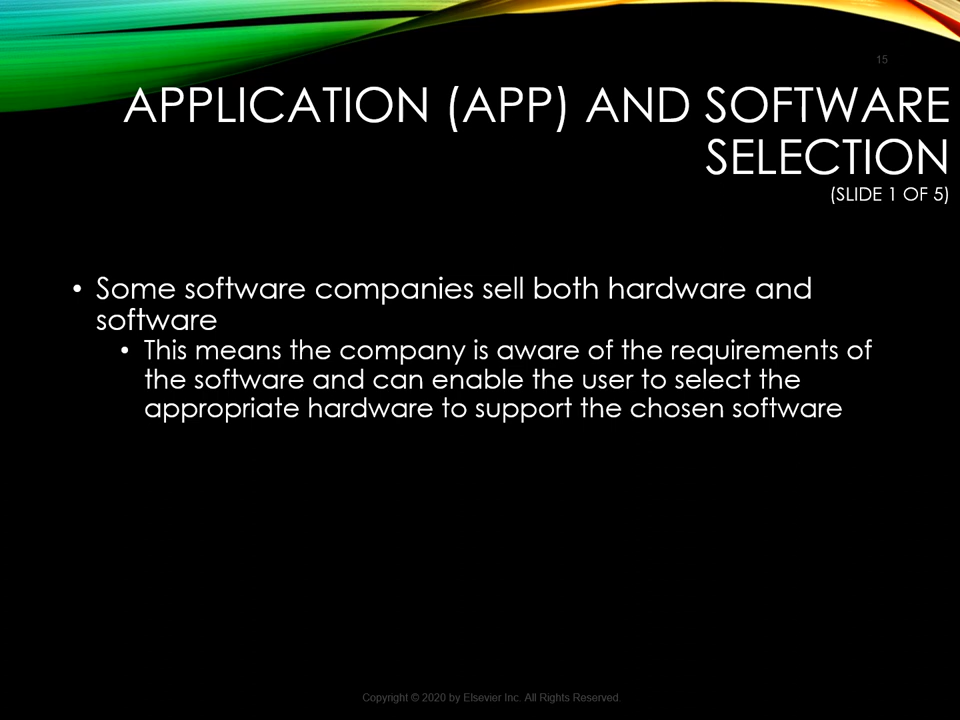 15
APPLICATION (APP) AND SOFTWARE
SELECTION
(SLIDE 1 OF 5)
• Some software companies sell both hardware and
software
• This means the company is aware of the requirements of
the software and can enable the user to select the
appropriate hardware to support the chosen software
Copyright © 2020 by Elsevier Inc. All Rights Reserved.